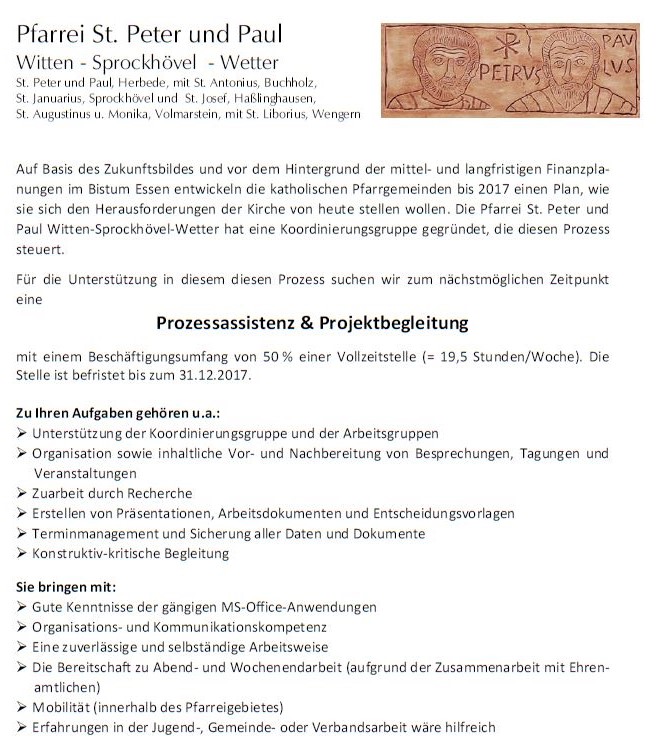 Pfarrei St. Peter und Paul
Witten - Sprockhövel  - Wetter
St. Peter und Paul, Herbede, mit St. Antonius, Buchholz,
St. Januarius, Sprockhövel und  St. Josef, Haßlinghausen,
St. Augustinus u. Monika, Volmarstein, mit St. Liborius, Wengern
PETRVS
PAV
LVS
Auf Basis des Zukunftsbildes und vor dem Hintergrund der mittel- und langfristigen Finanzpla-
nungen im Bistum Essen entwickeln die katholischen Pfarrgemeinden bis 2017 einen Plan, wie
sie sich den Herausforderungen der Kirche von heute stellen wollen. Die Pfarrei St. Peter und
Paul Witten-Sprockhövel-Wetter hat eine Koordinierungsgruppe gegründet, die diesen Prozess
steuert.
Für die Unterstützung in diesem diesen Prozess suchen wir zum nächstmöglichen Zeitpunkt
eine
Prozessassistenz & Projektbegleitung
mit einem Beschäftigungsumfang von 50 % einer Vollzeitstelle (= 19,5 Stunden/Woche). Die
Stelle ist befristet bis zum 31.12.2017.
Zu Ihren Aufgaben gehören u.a.:
➢ Unterstützung der Koordinierungsgruppe und der Arbeitsgruppen
➢ Organisation sowie inhaltliche Vor- und Nachbereitung von Besprechungen, Tagungen und
Veranstaltungen
➢ Zuarbeit durch Recherche
➢ Erstellen von Präsentationen, Arbeitsdokumenten und Entscheidungsvorlagen
➢ Terminmanagement und Sicherung aller Daten und Dokumente
➢ Konstruktiv-kritische Begleitung
Sie bringen mit:
➢ Gute Kenntnisse der gängigen MS-Office-Anwendungen
➢ Organisations- und Kommunikationskompetenz
➢ Eine zuverlässige und selbständige Arbeitsweise
➢ Die Bereitschaft zu Abend- und Wochenendarbeit (aufgrund der Zusammenarbeit mit Ehren-
amtlichen)
➢ Mobilität (innerhalb des Pfarreigebietes)
➢ Erfahrungen in der Jugend-, Gemeinde- oder Verbandsarbeit wäre hilfreich